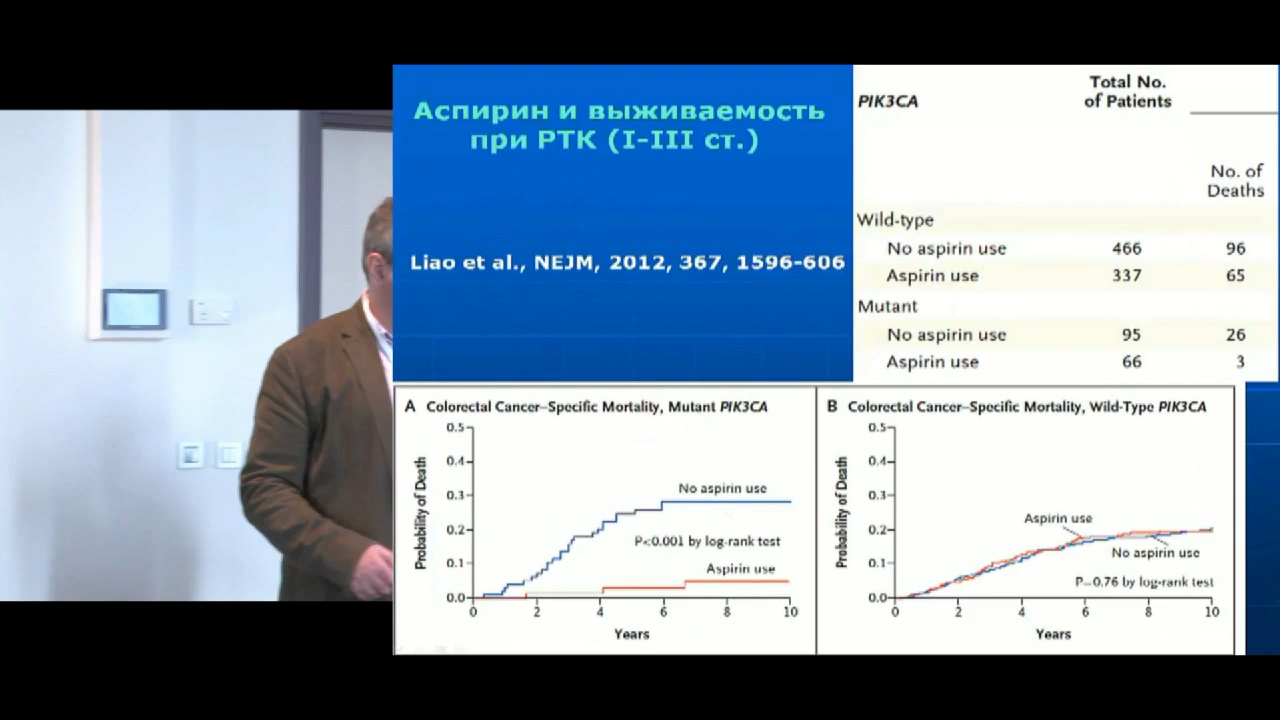 Аспирин и выживаемость
при РТК (I-III ст.)
Liao et al., NEJM, 2012, 367, 1596-606
PIK3CA
Total No.
of Patients
No. of
Deaths
Wild-type
No aspirin use 466 96
Aspirin use 337 65
Mutant
No aspirin use 95 26
Aspirin use 66 3
A Colorectal Cancer–Specific Mortality, Mutant PIK3CA
Probability of Death
0.5
0.4
0.3
0.2
0.1
0.0
No aspirin use
P<0.001 by log-rank test
Aspirin use
0 2 4 6 8 10
Years
B Colorectal Cancer–Specific Mortality, Wild-Type PIK3CA
Probability of Death
0.5
0.4
0.3
0.2
0.1
0.0
Aspirin use
No aspirin use
P=0.76 by log-rank test
0 2 4 6 8 10
Years